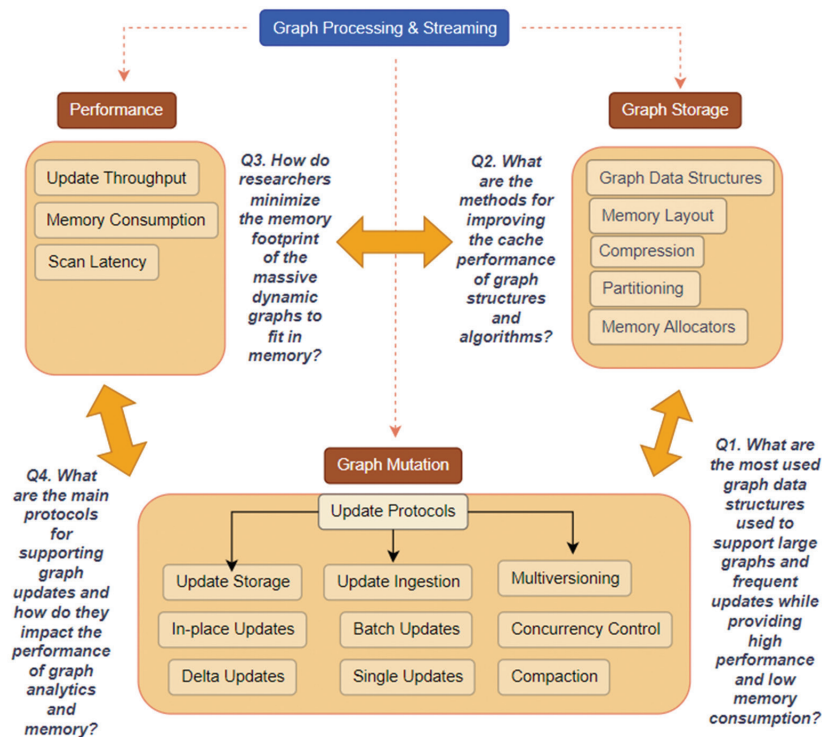 Graph Processing & Streaming
Performance
Graph Storage
Update Throughput
Memory Consumption
Scan Latency
Q3. How do
researchers
minimize
the memory
footprint
of the
massive
dynamic
graphs to
fit in
memory?
Q2. What
are the
methods for
improving
the cache
performance
of graph
structures
and
algorithms?
Graph Data Structures
Memory Layout
Compression
Partitioning
Memory Allocators
Q4. What
are the main
protocols
for
supporting
graph
updates and
how do they
impact the
performance
of graph
analytics
and
memory?
Graph Mutation
Update Protocols
Update Storage
Update Ingestion
Multiversioning
In-place Updates
Batch Updates
Concurrency Control
Delta Updates
Single Updates
Compaction
Q1. What are
the most used
graph data
structures
used to
support large
graphs and
frequent
updates while
providing
high
performance
and low
memory
consumption?